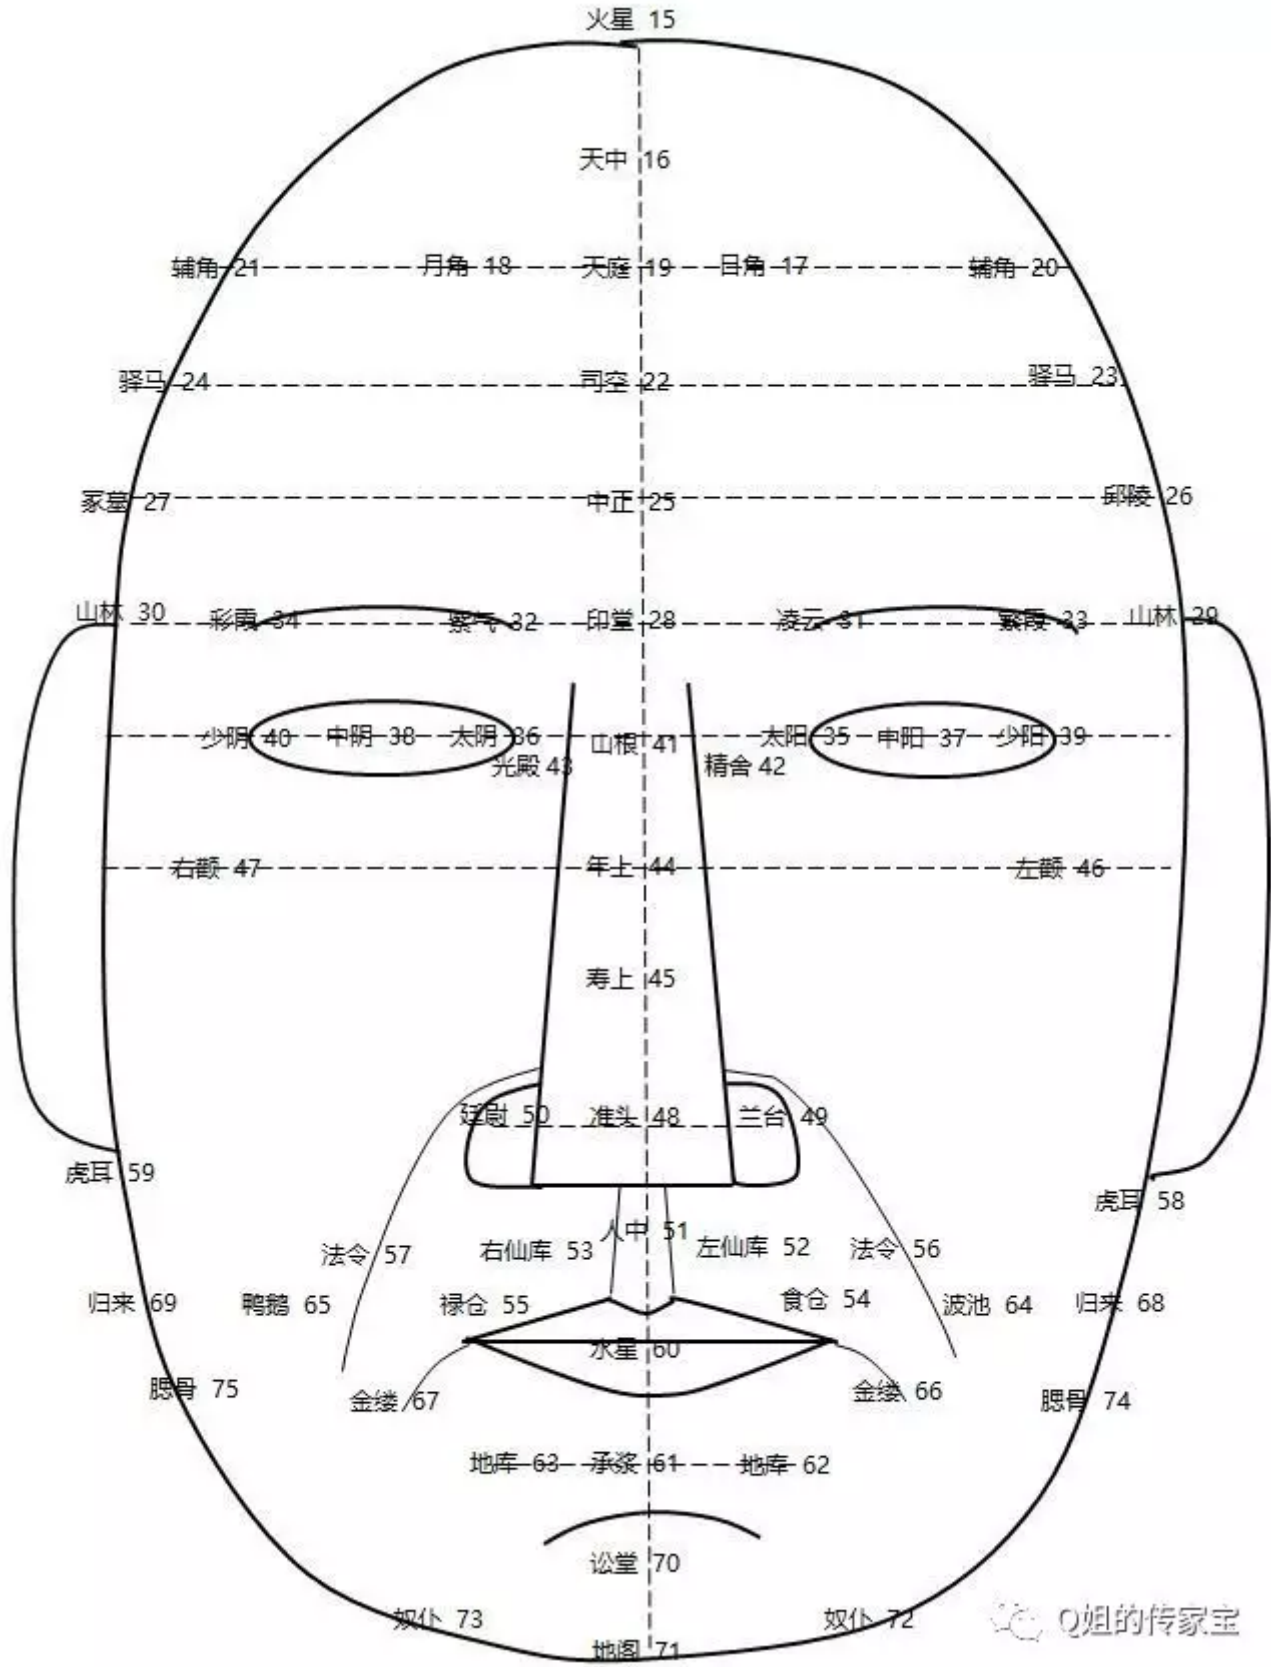 火星 15
天中 16
辅角 21 月角 18 天庭 19 日角 17 辅角 20
驿马 24 司空 22 驿马 23
冢墓 27 中正 25 邱陵 26
山林 30 彩霞 34 紫气 32 印堂 28 凌云 31 繁霞 33 山林 29
少阴 40 中阴 38 太阴 36 山根 41 太阳 35 中阳 37 少阳 39
光殿 43 精舍 42
右颧 47 年上 44 左颧 46
寿上 45
廷尉 50 准头 48 兰台 49
虎耳 59 虎耳 58
法令 57 右仙库 53 人中 51 左仙库 52 法令 56
归来 69 鸭鹅 65 禄仓 55 食仓 54 波池 64 归来 68
水星 60
腮骨 75 金缕 67 金缕 66 腮骨 74
地库 63 承浆 61 地库 62
讼堂 70
奴仆 73 奴仆 72
地阁 71
Q姐的传家宝